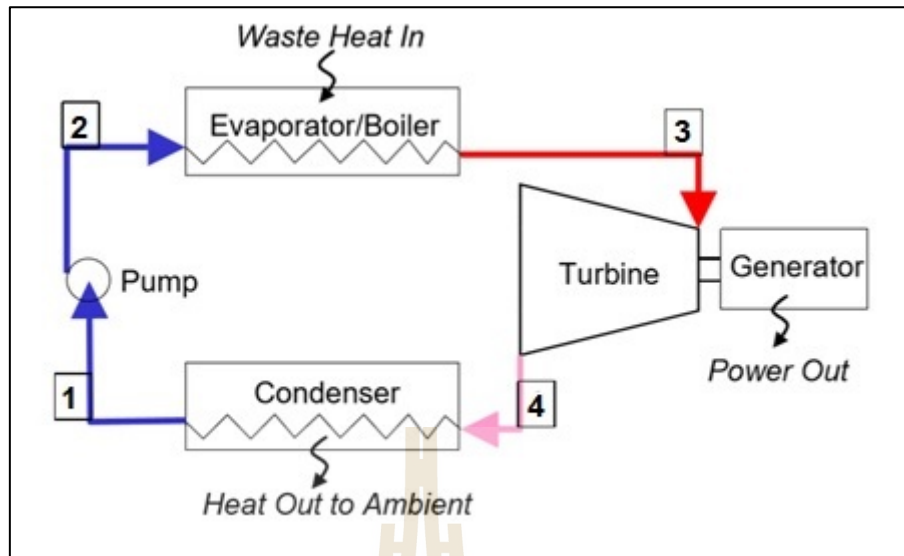 Waste Heat In
2
Evaporator/Boiler
3
Pump
Turbine
Generator
Power Out
1
Condenser
4
Heat Out to Ambient